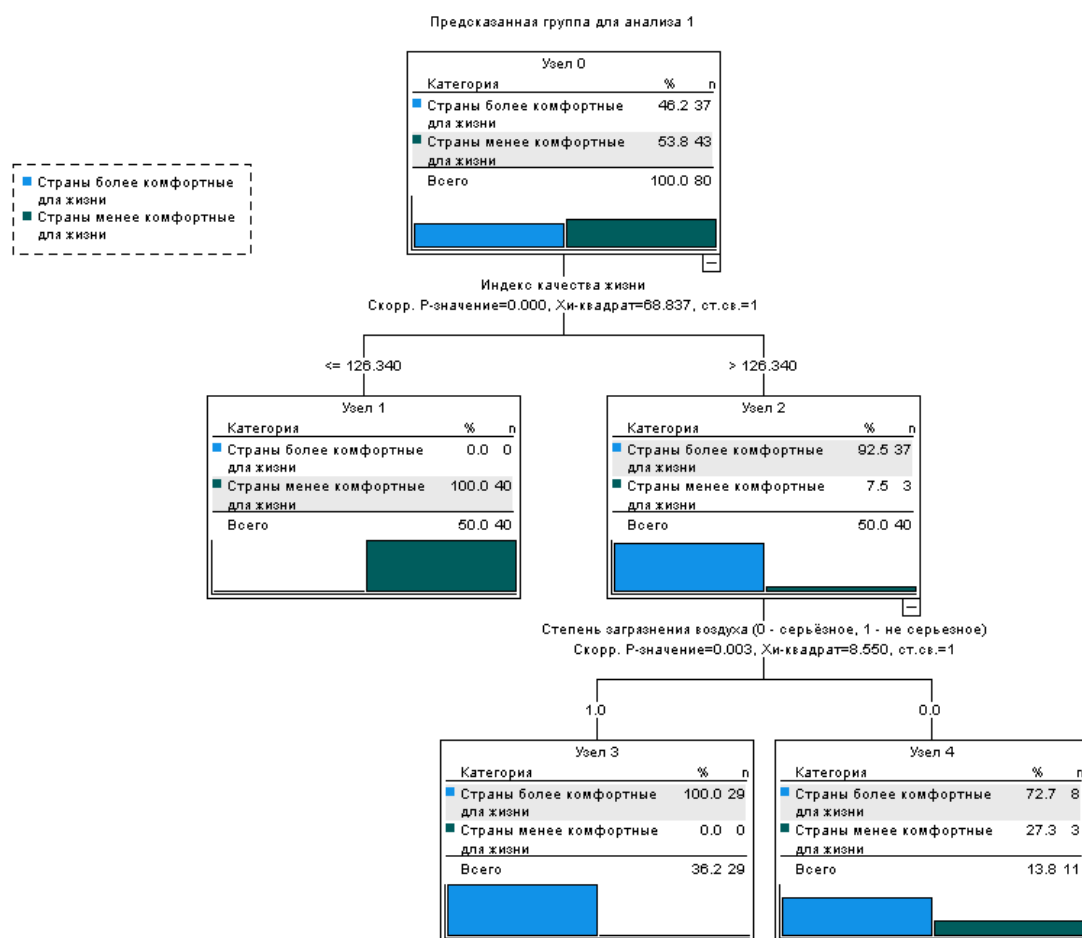 Предсказанная группа для анализа 1
Узел 0
Категория % n
Страны более комфортные 46.2 37
для жизни
Страны менее комфортные 53.8 43
для жизни
Всего 100.0 80
Страны более комфортные
для жизни
Страны менее комфортные
для жизни
Индекс качества жизни
Скорр. P-значение=0.000, Хи-квадрат=68.837, ст.св.=1
<= 126.340
> 126.340
Узел 1
Категория % n
Страны более комфортные 0.0 0
для жизни
Страны менее комфортные 100.0 40
для жизни
Всего 50.0 40
Узел 2
Категория % n
Страны более комфортные 92.5 37
для жизни
Страны менее комфортные 7.5 3
для жизни
Всего 50.0 40
Степень загрязнения воздуха (0 - серьёзное, 1 - не серьезное)
Скорр. P-значение=0.003, Хи-квадрат=8.550, ст.св.=1
1.0
0.0
Узел 3
Категория % n
Страны более комфортные 100.0 29
для жизни
Страны менее комфортные 0.0 0
для жизни
Всего 36.2 29
Узел 4
Категория % n
Страны более комфортные 72.7 8
для жизни
Страны менее комфортные 27.3 3
для жизни
Всего 13.8 11